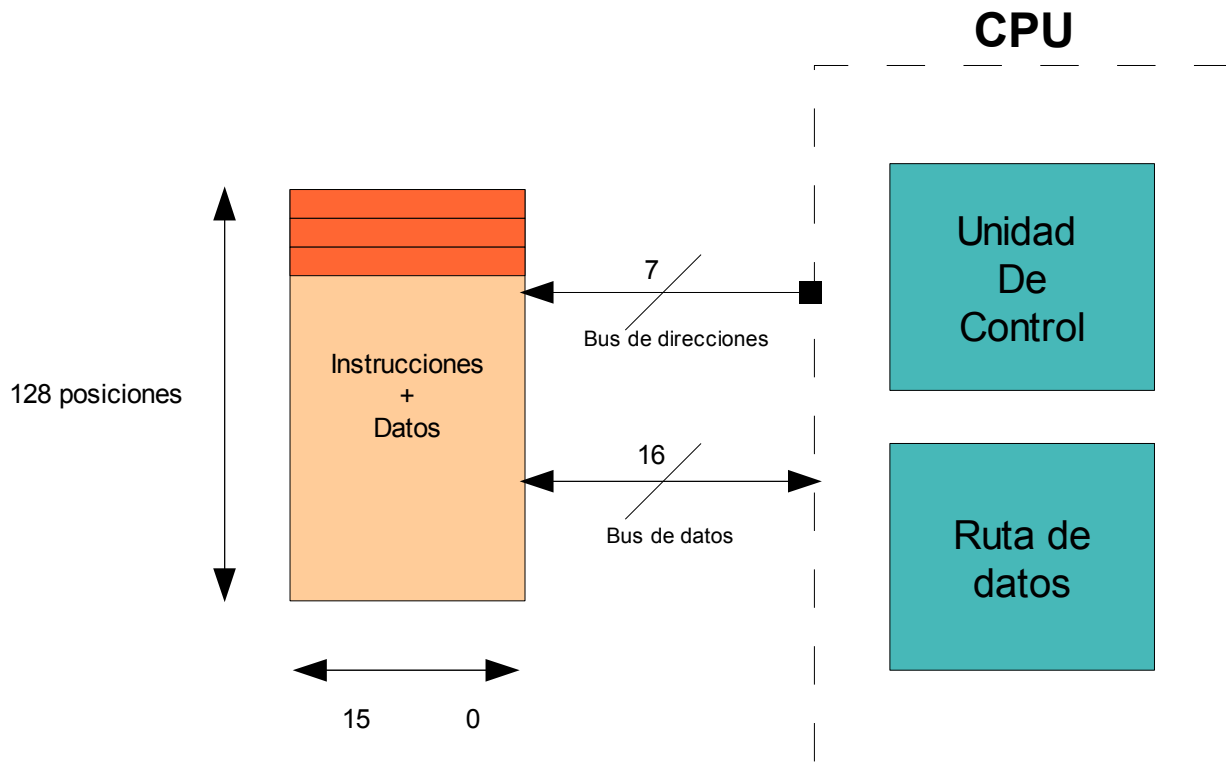 CPU
Unidad
De
Control
7
Bus de direcciones
Instrucciones
+
Datos
128 posiciones
16
Bus de datos
Ruta de
datos
15 0